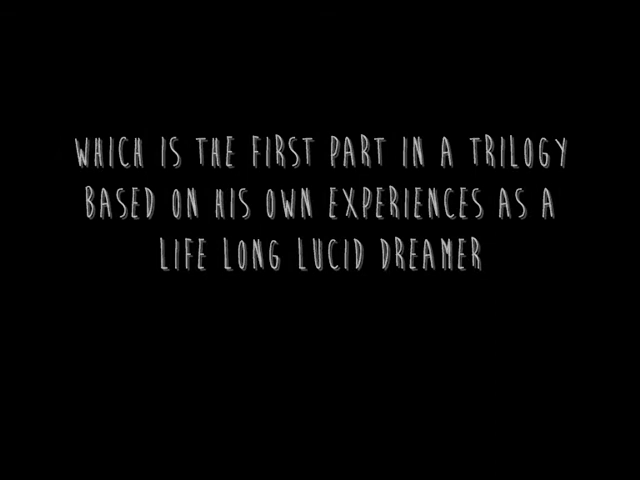 WHICH IS THE FIRST PART IN A TRILOGY
BASED ON HIS OWN EXPERIENCES AS A
LIFE LONG LUCID DREAMER